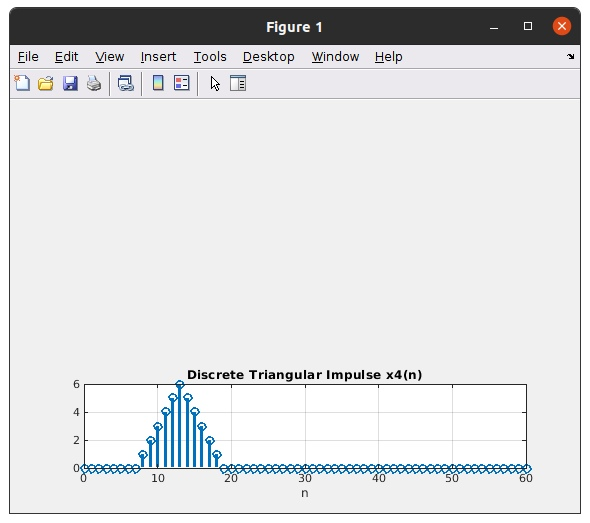 Figure 1
File Edit View Insert Tools Desktop Window Help
Discrete Triangular Impulse x4(n)
6
4
2
0
0 10 20 30 40 50 60
n